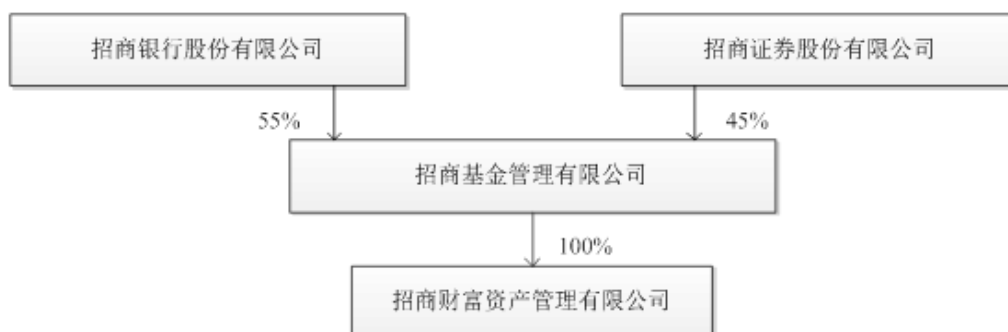 招商银行股份有限公司
招商证券股份有限公司
55%
45%
招商基金管理有限公司
100%
招商财富资产管理有限公司